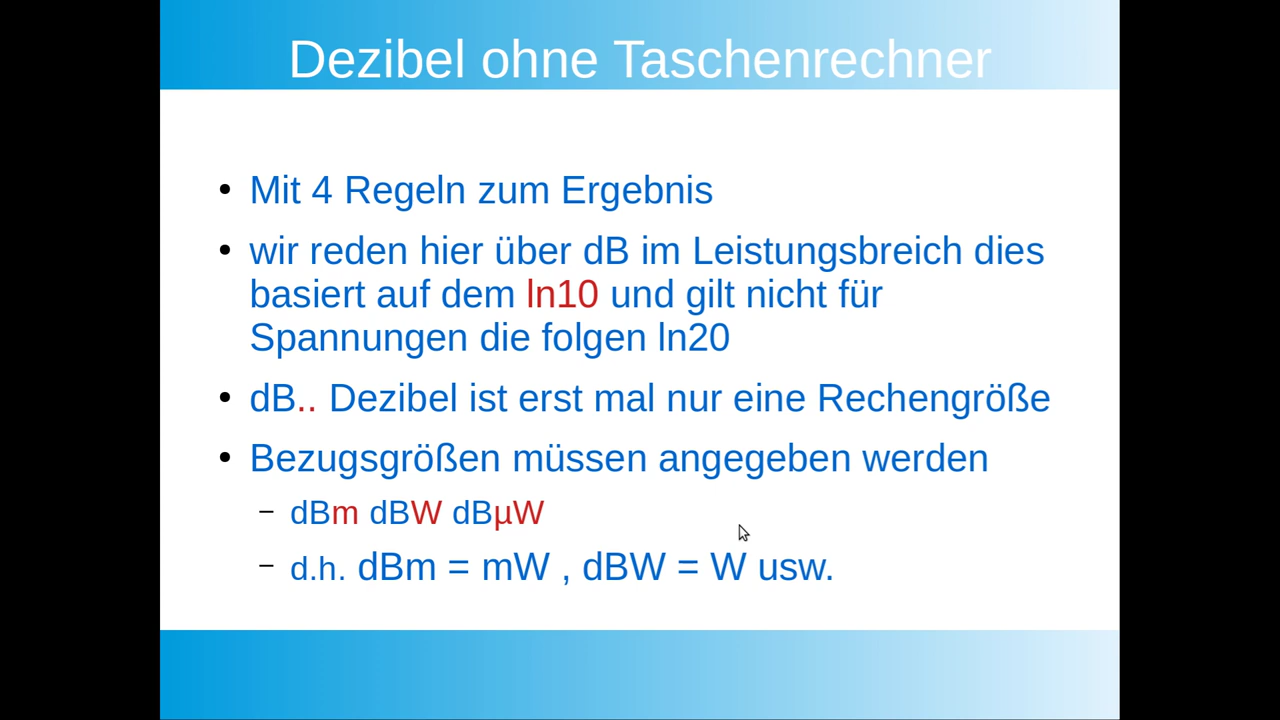 Dezibel ohne Taschenrechner
• Mit 4 Regeln zum Ergebnis
• wir reden hier über dB im Leistungsbreich dies
basiert auf dem ln10 und gilt nicht für
Spannungen die folgen ln20
• dB.. Dezibel ist erst mal nur eine Rechengröße
• Bezugsgrößen müssen angegeben werden
– dBm dBW dBµW
– d.h. dBm = mW , dBW = W usw.